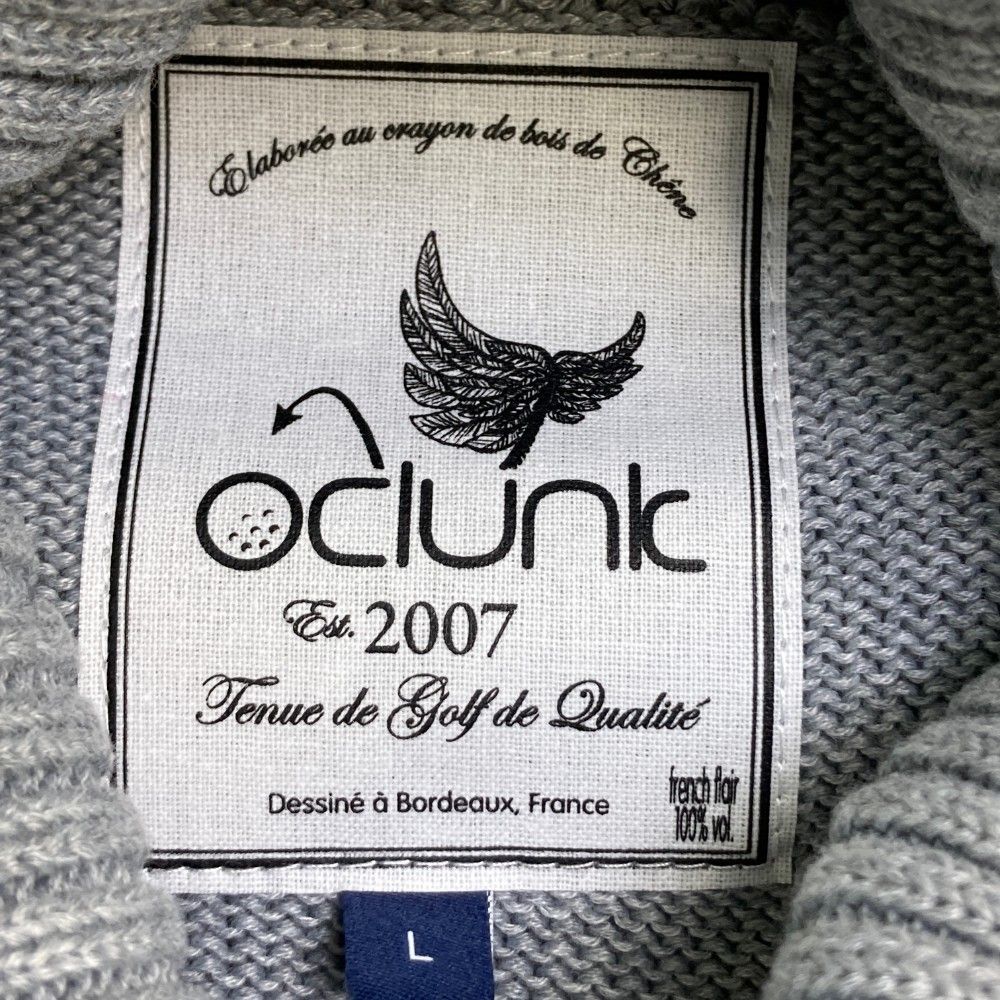 Elaborée au crayon de bois de Chêne
Oclunk
Est. 2007
Tenue de Golf de Qualité
Dessiné à Bordeaux, France
french flair
100% vol.
L